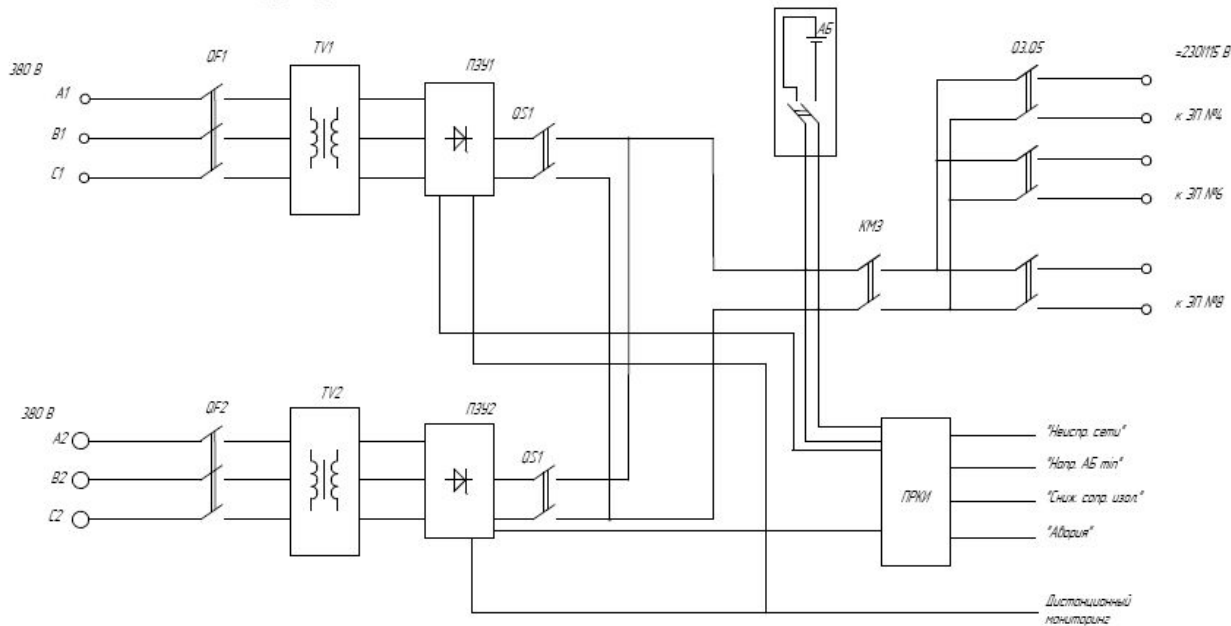 АБ
QF1
TV1
ПЗУ1
QS1
380 В
A1
B1
C1
Q3.Q5
=230/115 В
к ЭП №4
к ЭП №6
КМЭ
к ЭП №8
380 В
QF2
TV2
ПЗУ2
QS1
A2
B2
C2
ПРКИ
"Неиспр. сети"
"Напр. АБ min"
"Сниж. сопр. изол."
"Авария"
Дистанционный
мониторинг